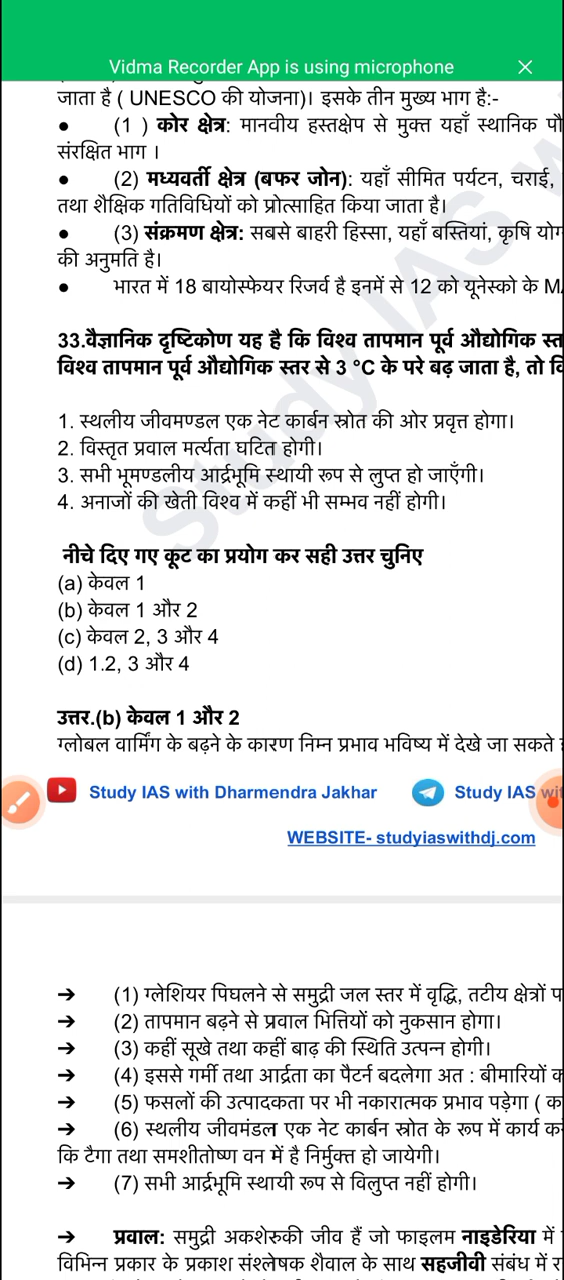 Vidma Recorder App is using microphone
जाता है ( UNESCO की योजना)। इसके तीन मुख्य भाग है:-
● (1 ) कोर क्षेत्र: मानवीय हस्तक्षेप से मुक्त यहाँ स्थानिक पौ
संरक्षित भाग ।
● (2) मध्यवर्ती क्षेत्र (बफर जोन): यहाँ सीमित पर्यटन, चराई,
तथा शैक्षिक गतिविधियों को प्रोत्साहित किया जाता है।
● (3) संक्रमण क्षेत्र: सबसे बाहरी हिस्सा, यहाँ बस्तियां, कृषि योग
की अनुमति है।
● भारत में 18 बायोस्फेयर रिजर्व है इनमें से 12 को यूनेस्को के M
33.वैज्ञानिक दृष्टिकोण यह है कि विश्व तापमान पूर्व औद्योगिक स्त
विश्व तापमान पूर्व औद्योगिक स्तर से 3 °C के परे बढ़ जाता है, तो वि
1. स्थलीय जीवमण्डल एक नेट कार्बन स्रोत की ओर प्रवृत्त होगा।
2. विस्तृत प्रवाल मर्त्यता घटित होगी।
3. सभी भूमण्डलीय आर्द्रभूमि स्थायी रूप से लुप्त हो जाएँगी।
4. अनाजों की खेती विश्व में कहीं भी सम्भव नहीं होगी।
नीचे दिए गए कूट का प्रयोग कर सही उत्तर चुनिए
(a) केवल 1
(b) केवल 1 और 2
(c) केवल 2, 3 और 4
(d) 1.2, 3 और 4
उत्तर.(b) केवल 1 और 2
ग्लोबल वार्मिंग के बढ़ने के कारण निम्न प्रभाव भविष्य में देखे जा सकते
Study IAS with Dharmendra Jakhar Study IAS wit
WEBSITE- studyiaswithdj.com
→ (1) ग्लेशियर पिघलने से समुद्री जल स्तर में वृद्धि, तटीय क्षेत्रों प
→ (2) तापमान बढ़ने से प्रवाल भित्तियों को नुकसान होगा।
→ (3) कहीं सूखे तथा कहीं बाढ़ की स्थिति उत्पन्न होगी।
→ (4) इससे गर्मी तथा आर्द्रता का पैटर्न बदलेगा अत : बीमारियों क
→ (5) फसलों की उत्पादकता पर भी नकारात्मक प्रभाव पड़ेगा ( क
→ (6) स्थलीय जीवमंडल एक नेट कार्बन स्रोत के रूप में कार्य कर
कि टैगा तथा समशीतोष्ण वन में है निर्मुक्त हो जायेगी।
→ (7) सभी आर्द्रभूमि स्थायी रूप से विलुप्त नहीं होगी।
→ प्रवाल: समुद्री अकशेरुकी जीव हैं जो फाइलम नाइडेरिया में
विभिन्न प्रकार के प्रकाश संश्लेषक शैवाल के साथ सहजीवी संबंध में र